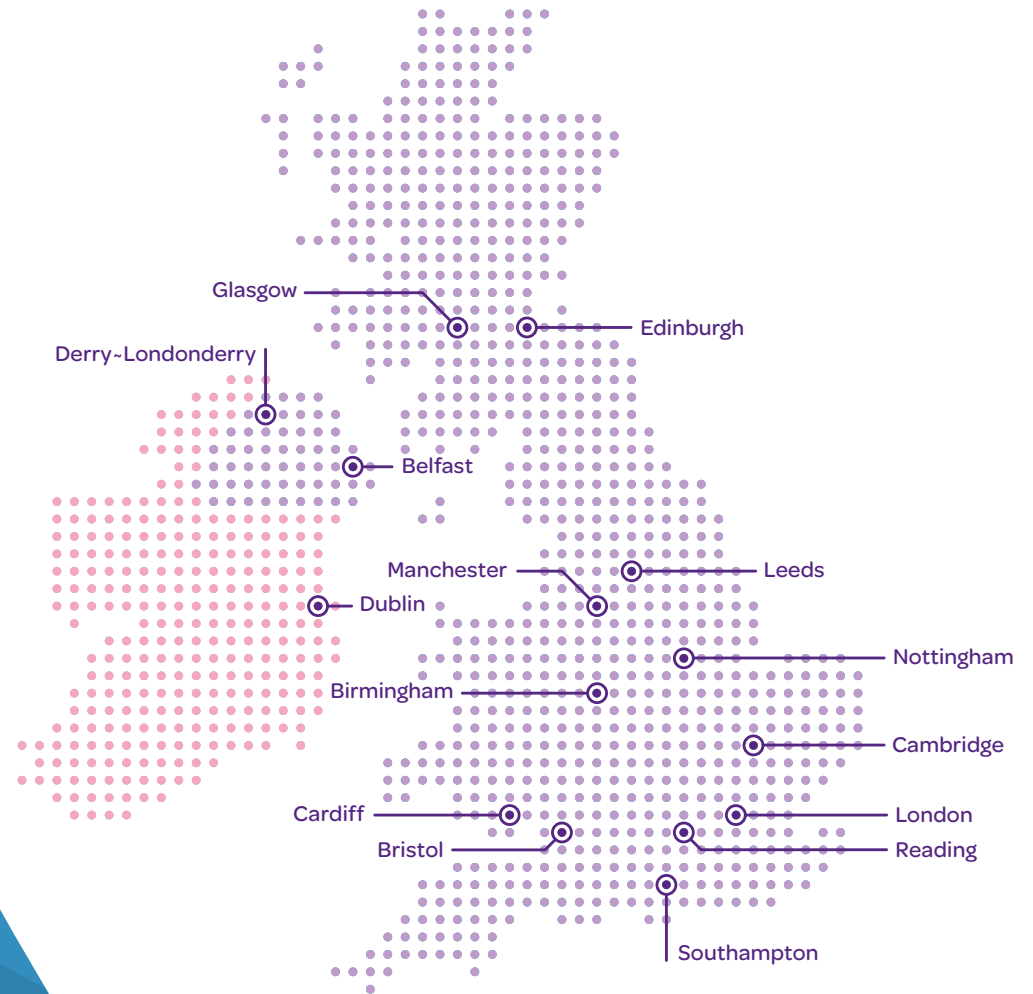 Glasgow
Edinburgh
Derry~Londonderry
Belfast
Manchester
Leeds
Dublin
Nottingham
Birmingham
Cambridge
Cardiff
London
Bristol
Reading
Southampton